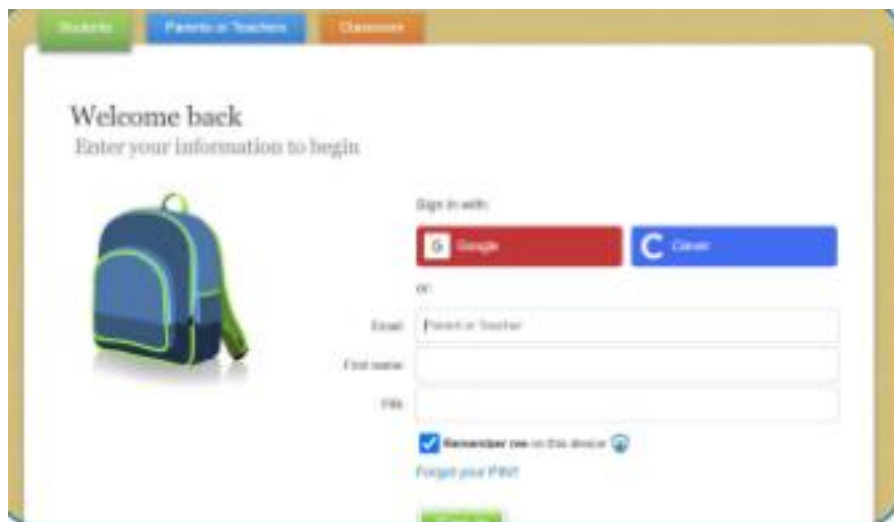 Students Parents or Teachers Classroom
Welcome back
Enter your information to begin
Sign in with:
G Google C Clever
or:
Email Parent or Teacher
First name
PIN
Remember me on this device
Forgot your PIN?